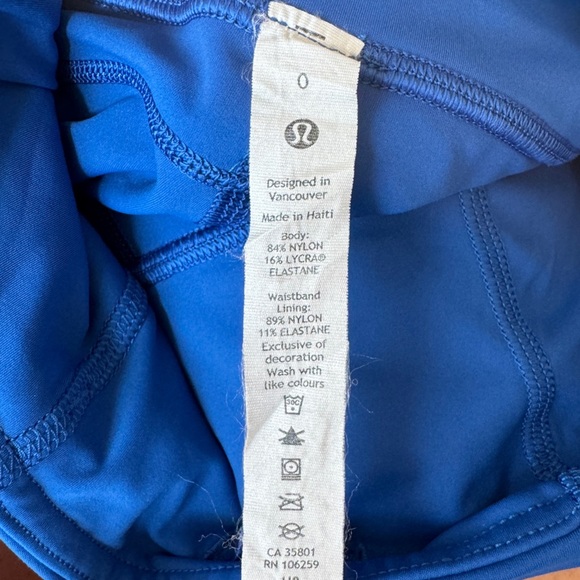 0
Designed in
Vancouver
Made in Haiti
Body:
84% NYLON
16% LYCRA®
ELASTANE
Waistband
Lining:
89% NYLON
11% ELASTANE
Exclusive of
decoration
Wash with
like colours
30C
CA 35801
RN 106259